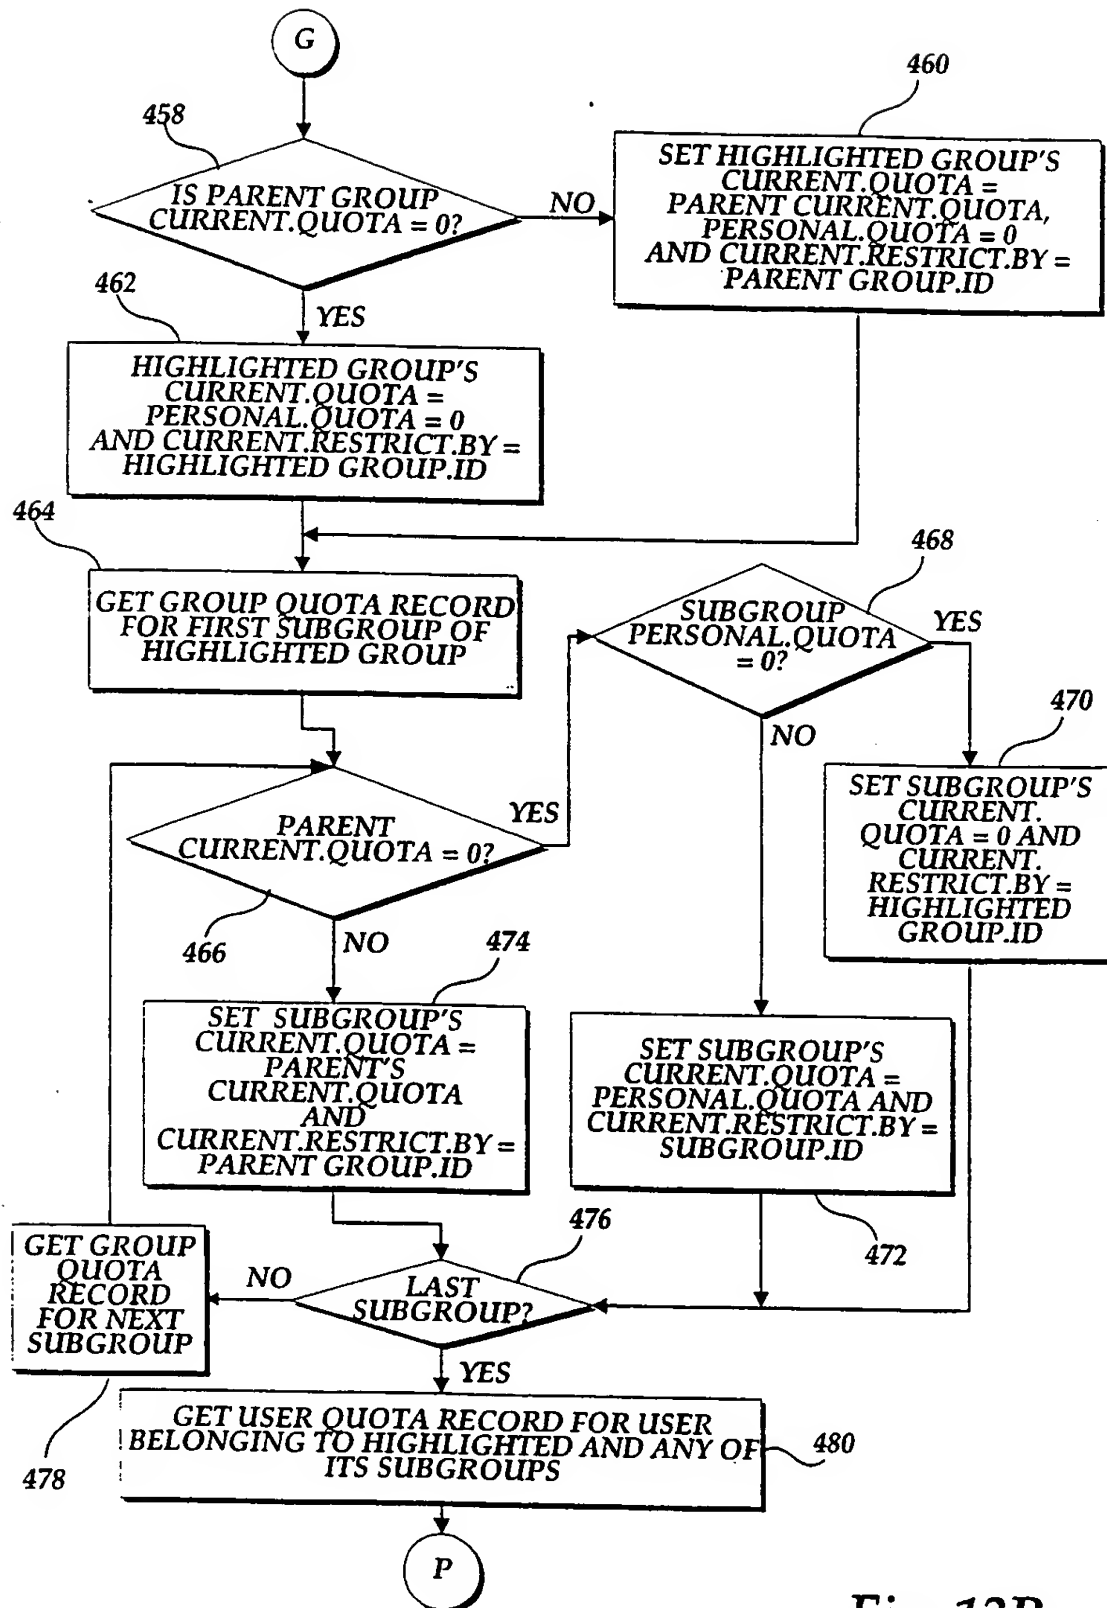 G
460
458
IS PARENT GROUP
CURRENT.QUOTA = 0?
NO
SET HIGHLIGHTED GROUP'S
CURRENT.QUOTA =
PARENT CURRENT.QUOTA,
PERSONAL.QUOTA = 0
AND CURRENT.RESTRICT.BY =
PARENT GROUP.ID
462
YES
HIGHLIGHTED GROUP'S
CURRENT.QUOTA =
PERSONAL.QUOTA = 0
AND CURRENT.RESTRICT.BY =
HIGHLIGHTED GROUP.ID
464
GET GROUP QUOTA RECORD
FOR FIRST SUBGROUP OF
HIGHLIGHTED GROUP
468
SUBGROUP
PERSONAL.QUOTA
= 0?
YES
NO
470
SET SUBGROUP'S
CURRENT.
QUOTA = 0 AND
CURRENT.
RESTRICT.BY =
HIGHLIGHTED
GROUP.ID
PARENT
CURRENT.QUOTA = 0?
YES
466
NO
474
SET SUBGROUP'S
CURRENT.QUOTA =
PARENT'S
CURRENT.QUOTA
AND
CURRENT.RESTRICT.BY =
PARENT GROUP.ID
SET SUBGROUP'S
CURRENT.QUOTA =
PERSONAL.QUOTA AND
CURRENT.RESTRICT.BY =
SUBGROUP.ID
472
476
LAST
SUBGROUP?
NO
GET GROUP
QUOTA
RECORD
FOR NEXT
SUBGROUP
478
YES
GET USER QUOTA RECORD FOR USER
BELONGING TO HIGHLIGHTED AND ANY OF
ITS SUBGROUPS
480
P